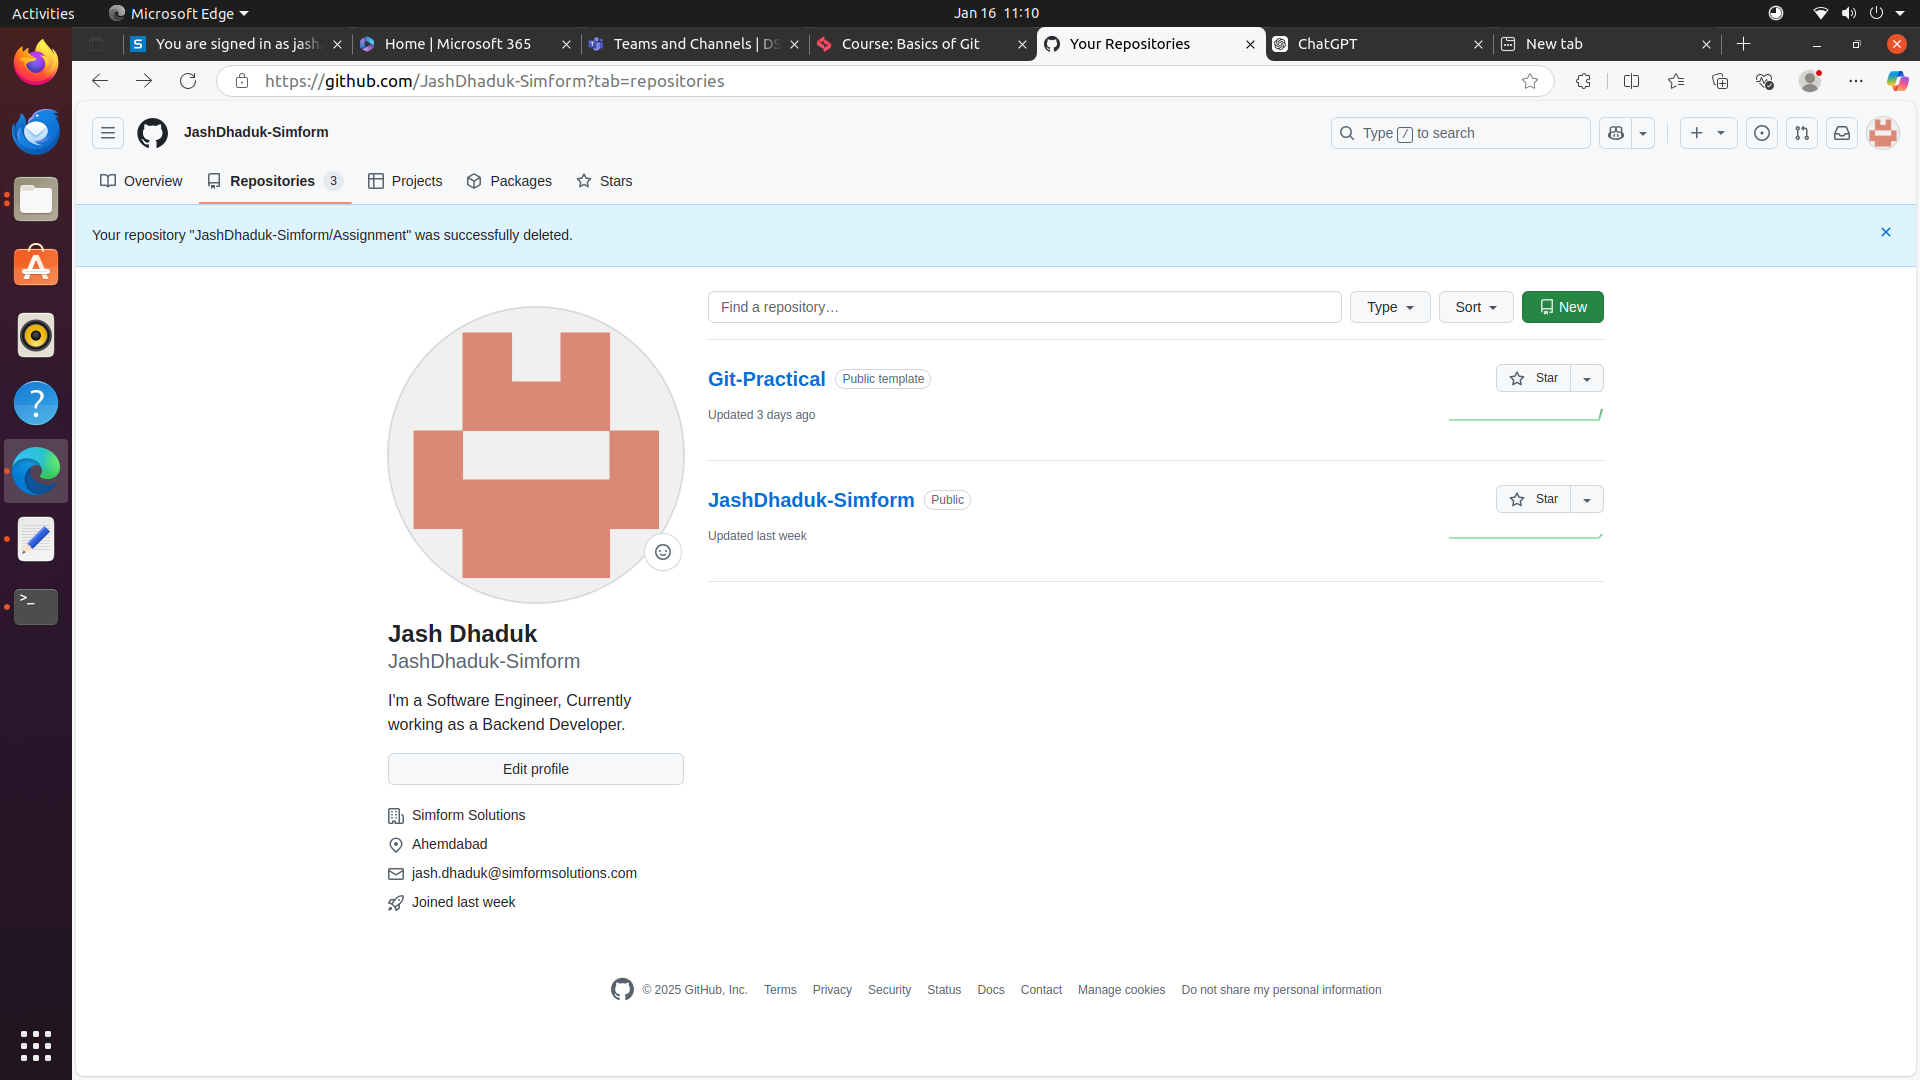 Activities
Microsoft Edge
Jan 16 11:10
You are signed in as jash.
Home | Microsoft 365
Teams and Channels | DS
Course: Basics of Git
Your Repositories
ChatGPT
New tab
https://github.com/JashDhaduk-Simform?tab=repositories
JashDhaduk-Simform
Type / to search
Overview
Repositories 3
Projects
Packages
Stars
Your repository "JashDhaduk-Simform/Assignment" was successfully deleted.
Find a repository…
Type
Sort
New
Git-Practical
Public template
Star
Updated 3 days ago
JashDhaduk-Simform
Public
Star
Updated last week
Jash Dhaduk
JashDhaduk-Simform
I'm a Software Engineer, Currently
working as a Backend Developer.
Edit profile
Simform Solutions
Ahemdabad
jash.dhaduk@simformsolutions.com
Joined last week
© 2025 GitHub, Inc.
Terms
Privacy
Security
Status
Docs
Contact
Manage cookies
Do not share my personal information